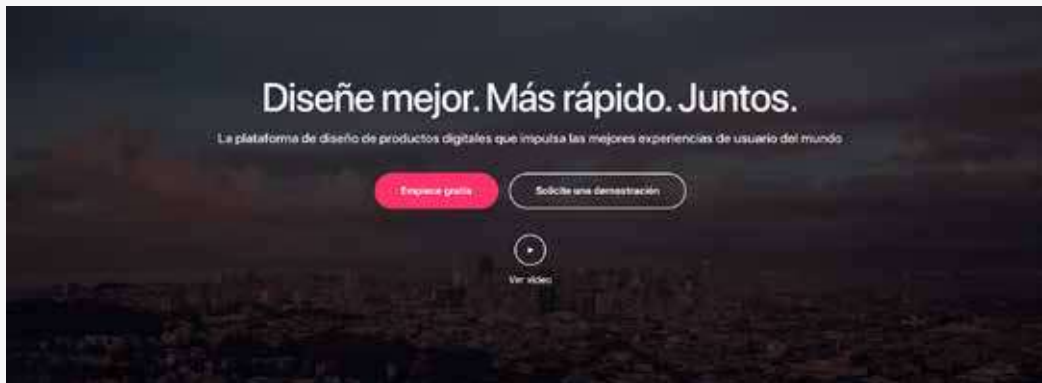 Diseñe mejor. Más rápido. Juntos.
La plataforma de diseño de productos digitales que impulsa las mejores experiencias de usuario del mundo
Empiece gratis
Solicite una demostración
Ver vídeo